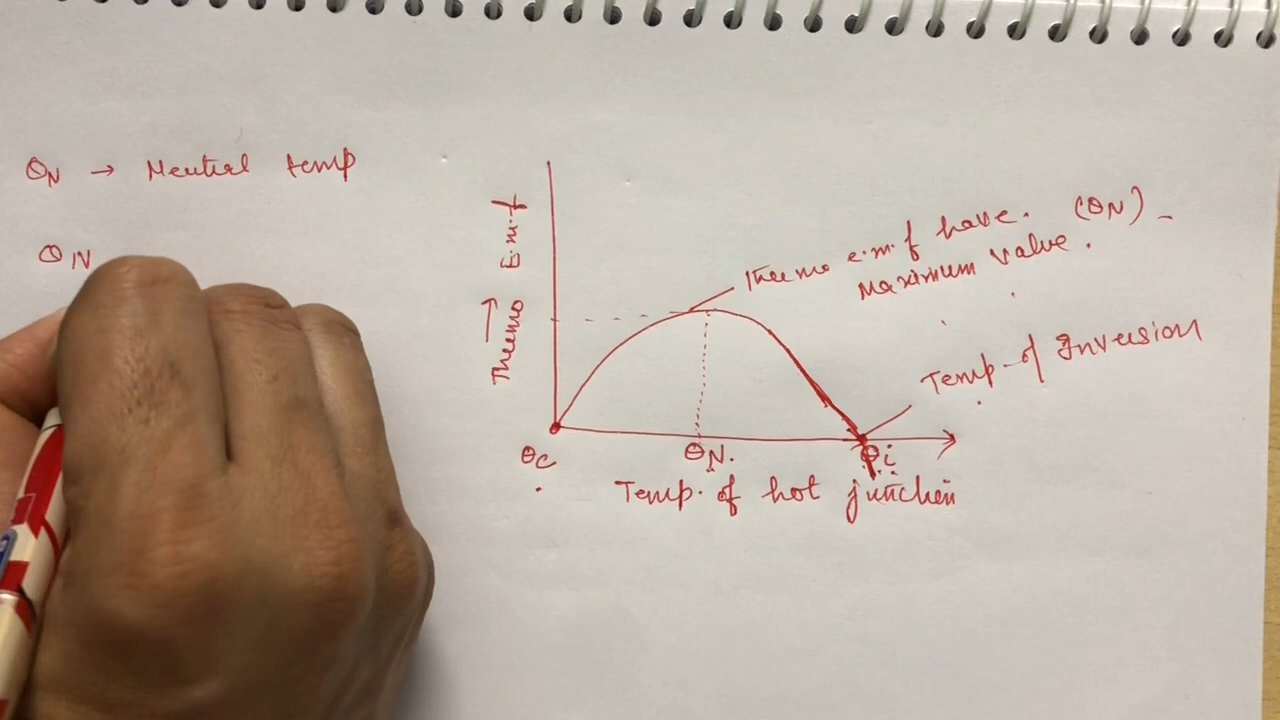 θN → Neutral temp
θN
→ Thermo E.m.f
Thermo e.m.f have. (θN) -
Maximum value.
Temp. of Inversion
θc
θN.
θi
Temp. of hot junction